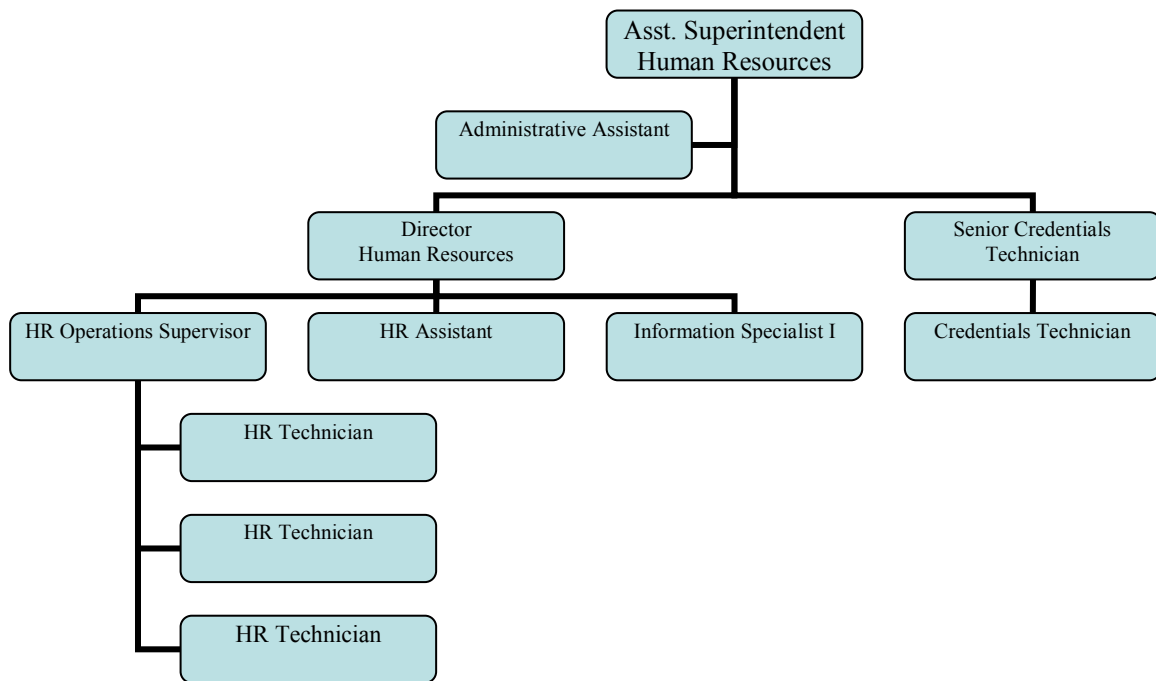 Asst. Superintendent
Human Resources
Administrative Assistant
Director
Human Resources
Senior Credentials
Technician
HR Operations Supervisor
HR Assistant
Information Specialist I
Credentials Technician
HR Technician
HR Technician
HR Technician